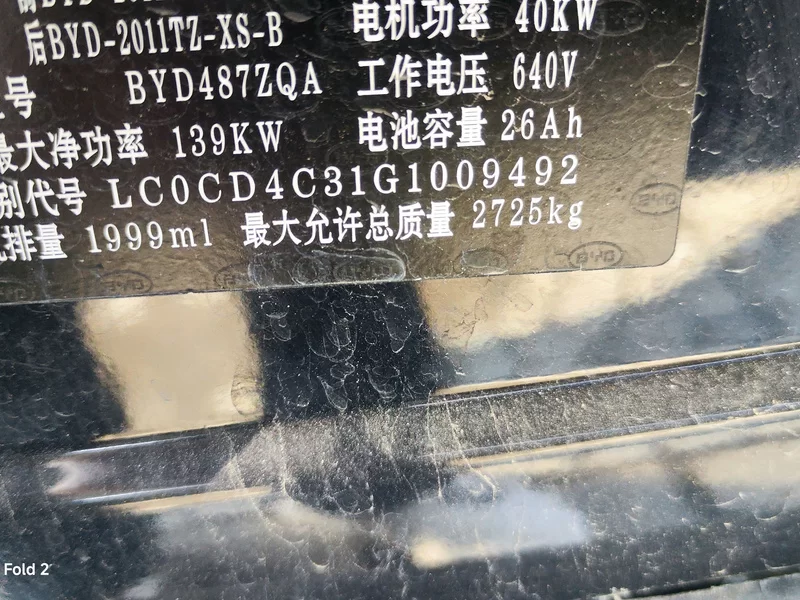 后BYD-2011TZ-XS-B 电机功率 40KW
号 BYD487ZQA 工作电压 640V
最大净功率 139KW 电池容量 26Ah
别代号 LC0CD4C31G1009492
排量 1999ml 最大允许总质量 2725kg
BYD
Fold 2